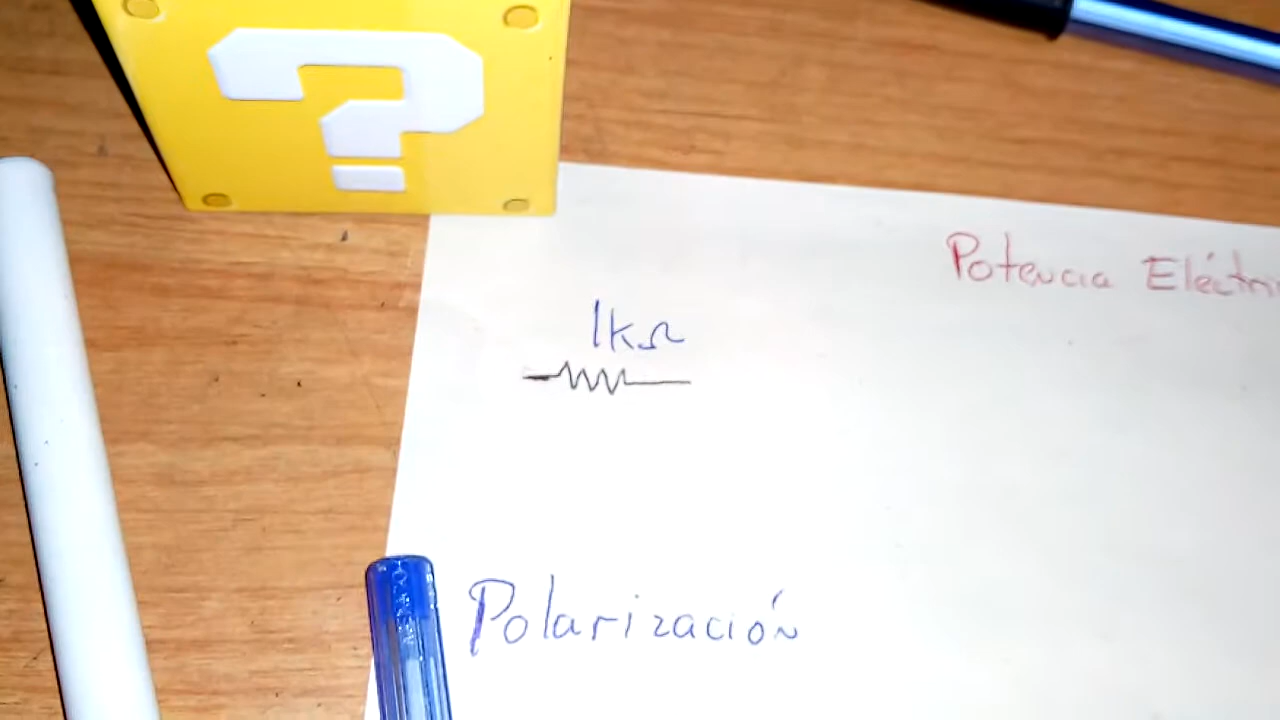 ?
Potencia Eléctri
1kΩ
Polarización